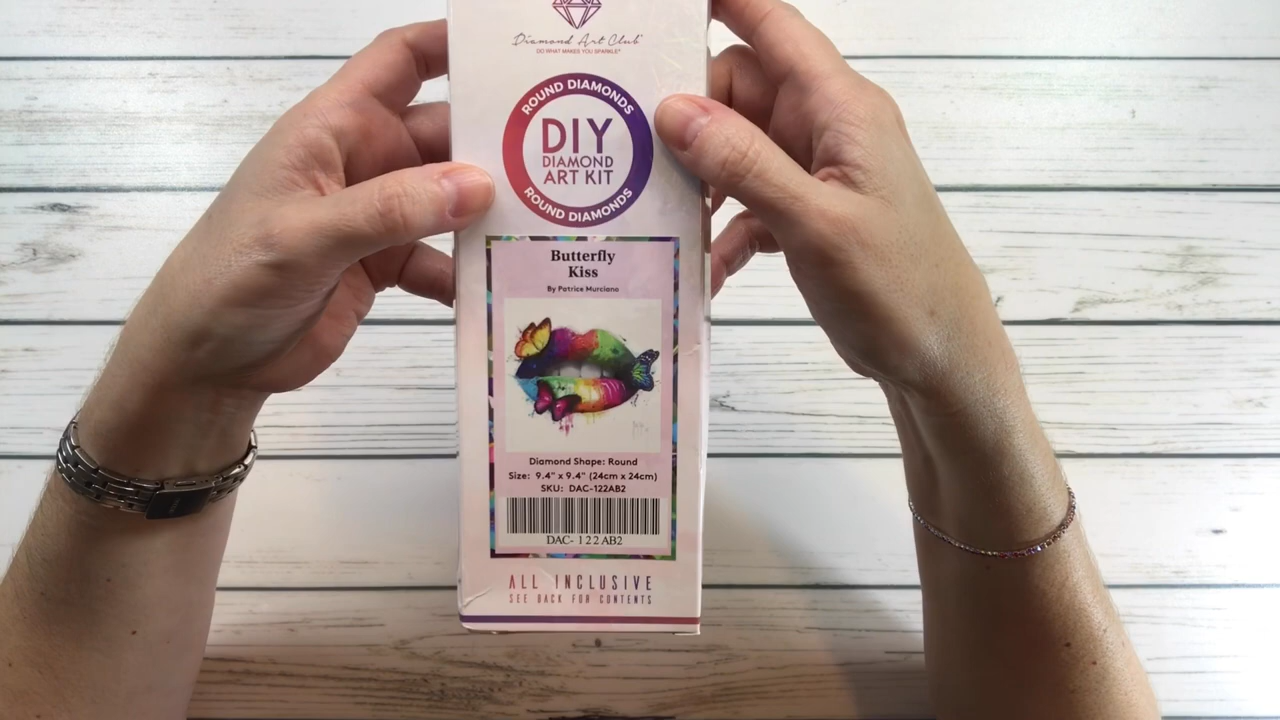 Diamond Art Club
DO WHAT MAKES YOU SPARKLE
ROUND DIAMONDS
DIY
DIAMOND
ART KIT
ROUND DIAMONDS
Butterfly
Kiss
By Patrice Murciano
Diamond Shape: Round
Size: 9.4" x 9.4" (24cm x 24cm)
SKU: DAC-122AB2
DAC- 122AB2
ALL INCLUSIVE
SEE BACK FOR CONTENTS